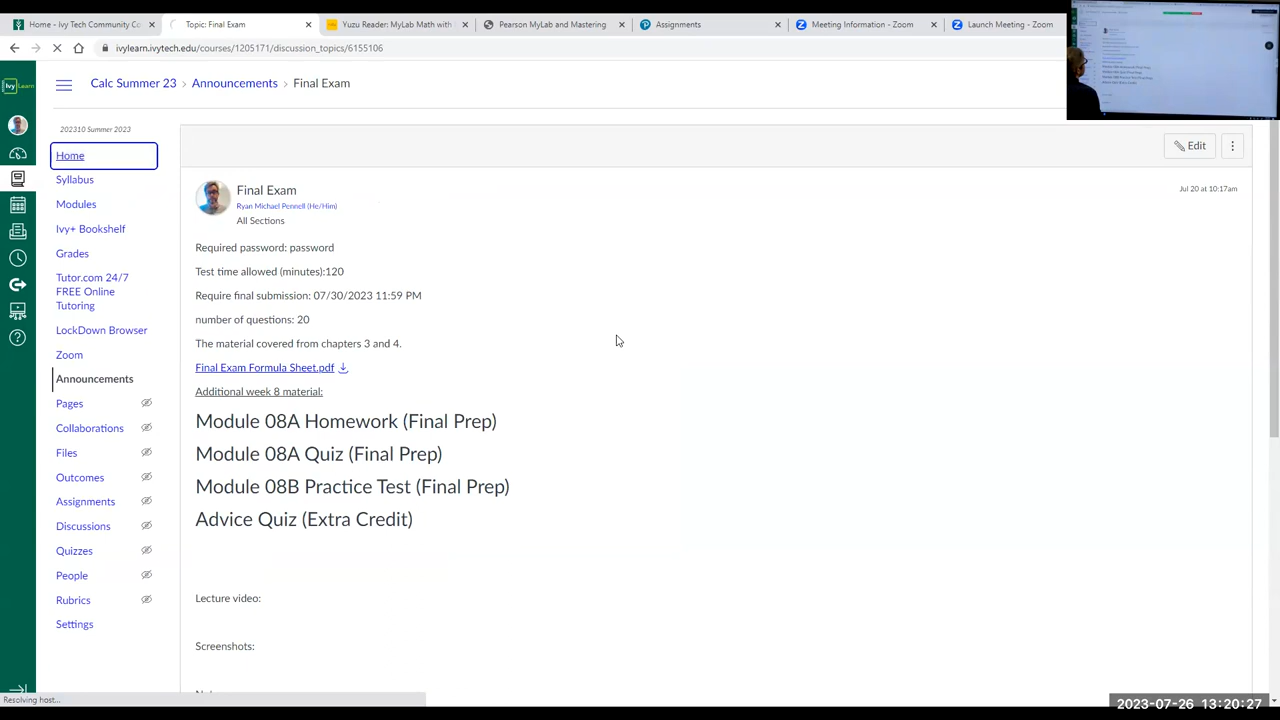 Home - Ivy Tech Community Co
Topic: Final Exam
Yuzu Reader: MyLab Math with
Pearson MyLab and Mastering
Assignments
Meeting Information - Zoom
Launch Meeting - Zoom
ivylearn.ivytech.edu/courses/1205171/discussion_topics/6155100
IvyLearn
Calc Summer 23 > Announcements > Final Exam
202310 Summer 2023
Home
Syllabus
Modules
Ivy+ Bookshelf
Grades
Tutor.com 24/7
FREE Online
Tutoring
LockDown Browser
Zoom
Announcements
Pages
Collaborations
Files
Outcomes
Assignments
Discussions
Quizzes
People
Rubrics
Settings
Edit
Final Exam
Jul 20 at 10:17am
Ryan Michael Pennell (He/Him)
All Sections
Required password: password
Test time allowed (minutes):120
Require final submission: 07/30/2023 11:59 PM
number of questions: 20
The material covered from chapters 3 and 4.
Final Exam Formula Sheet.pdf
Additional week 8 material:
Module 08A Homework (Final Prep)
Module 08A Quiz (Final Prep)
Module 08B Practice Test (Final Prep)
Advice Quiz (Extra Credit)
Lecture video:
Screenshots:
Resolving host...
2023-07-26 13:20:27